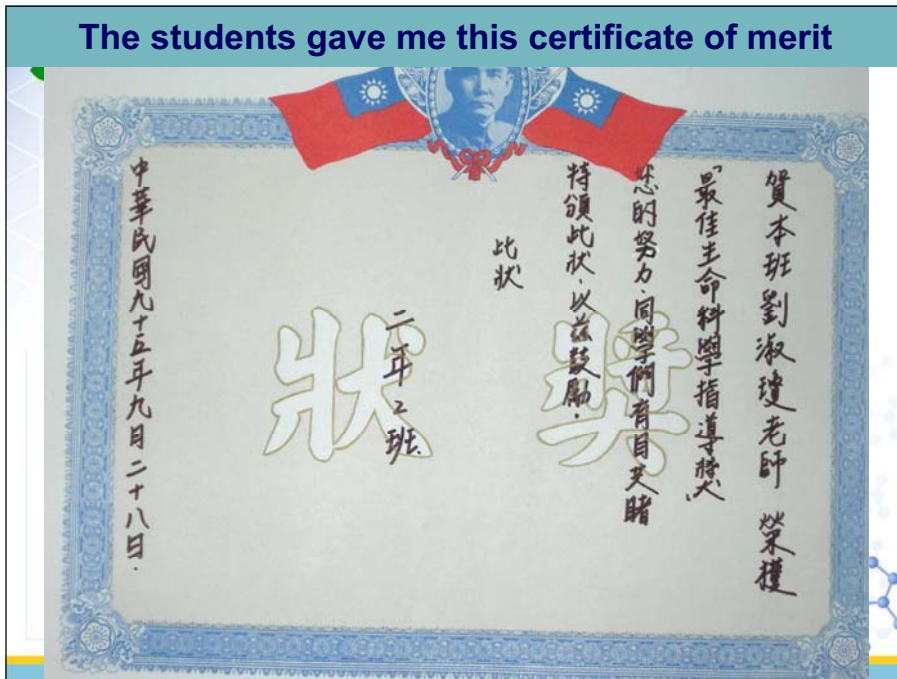 The students gave me this certificate of merit
獎狀
賀本班劉淑瓊老師 榮獲
「最佳生命科學指導獎」
您的努力、同學們有目共睹
特頒此狀、以茲鼓勵.
此狀
二年2班
中華民國九十五年九月二十八日.